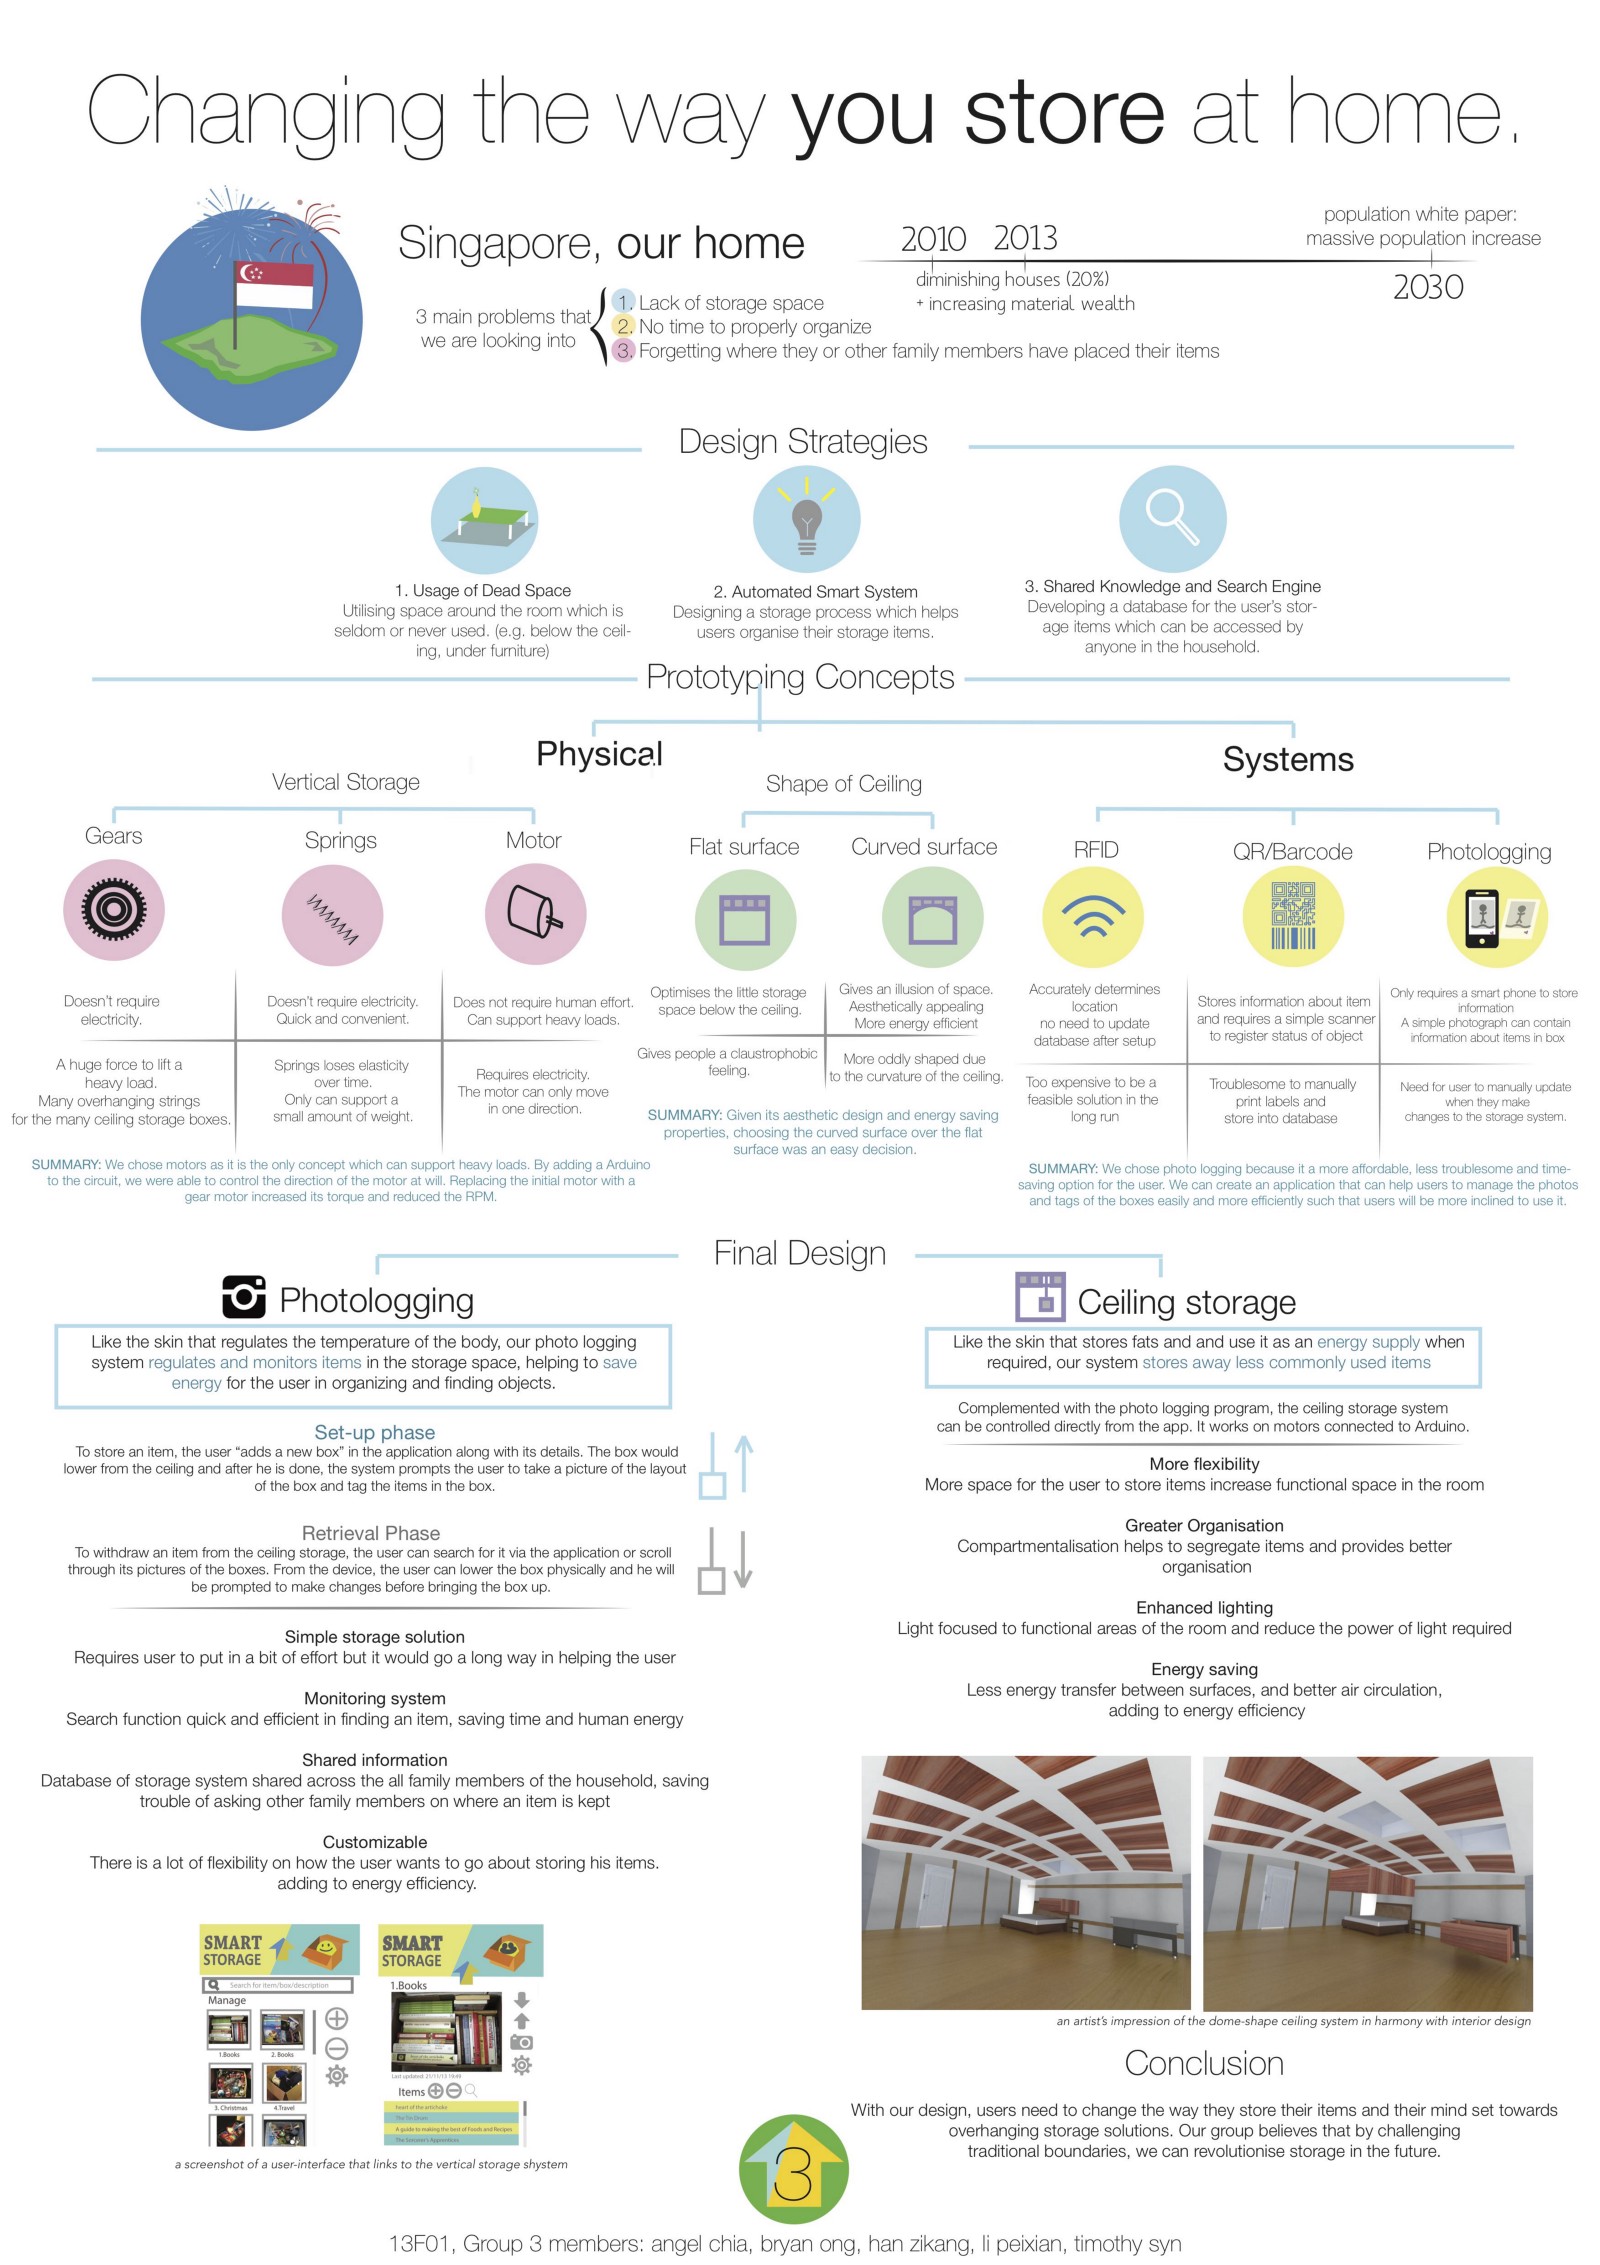 Changing the way you store at home.
Singapore, our home
3 main problems that
we are looking into
1. Lack of storage space
2. No time to properly organize
3. Forgetting where they or other family members have placed their items
2010 2013
diminishing houses (20%)
+ increasing material wealth
population white paper:
massive population increase
2030
Design Strategies
1. Usage of Dead Space
Utilising space around the room which is
seldom or never used. (e.g. below the ceil-
ing, under furniture)
2. Automated Smart System
Designing a storage process which helps
users organise their storage items.
3. Shared Knowledge and Search Engine
Developing a database for the user's stor-
age items which can be accessed by
anyone in the household.
Prototyping Concepts
Physical
Systems
Vertical Storage
Shape of Ceiling
Gears
Springs
Motor
Flat surface
Curved surface
RFID
QR/Barcode
Photologging
Doesn't require
electricity.
A huge force to lift a
heavy load.
Many overhanging strings
for the many ceiling storage boxes.
Doesn't require electricity.
Quick and convenient.
Springs loses elasticity
over time.
Only can support a
small amount of weight.
Does not require human effort.
Can support heavy loads.
Requires electricity.
The motor can only move
in one direction.
SUMMARY: We chose motors as it is the only concept which can support heavy loads. By adding a Arduino
to the circuit, we were able to control the direction of the motor at will. Replacing the initial motor with a
gear motor increased its torque and reduced the RPM.
Optimises the little storage
space below the ceiling.
Gives people a claustrophobic
feeling.
Gives an illusion of space.
Aesthetically appealing
More energy efficient
More oddly shaped due
to the curvature of the ceiling.
SUMMARY: Given its aesthetic design and energy saving
properties, choosing the curved surface over the flat
surface was an easy decision.
Accurately determines
location
no need to update
database after setup
Too expensive to be a
feasible solution in the
long run
Stores information about item
and requires a simple scanner
to register status of object
Troublesome to manually
print labels and
store into database
Only requires a smart phone to store
information
A simple photograph can contain
information about items in box
Need for user to manually update
when they make
changes to the storage system.
SUMMARY: We chose photo logging because it a more affordable, less troublesome and time-
saving option for the user. We can create an application that can help users to manage the photos
and tags of the boxes easily and more efficiently such that users will be more inclined to use it.
Final Design
Photologging
Like the skin that regulates the temperature of the body, our photo logging
system regulates and monitors items in the storage space, helping to save
energy for the user in organizing and finding objects.
Set-up phase
To store an item, the user "adds a new box" in the application along with its details. The box would
lower from the ceiling and after he is done, the system prompts the user to take a picture of the layout
of the box and tag the items in the box.
Retrieval Phase
To withdraw an item from the ceiling storage, the user can search for it via the application or scroll
through its pictures of the boxes. From the device, the user can lower the box physically and he will
be prompted to make changes before bringing the box up.
Simple storage solution
Requires user to put in a bit of effort but it would go a long way in helping the user
Monitoring system
Search function quick and efficient in finding an item, saving time and human energy
Shared information
Database of storage system shared across the all family members of the household, saving
trouble of asking other family members on where an item is kept
Customizable
There is a lot of flexibility on how the user wants to go about storing his items.
adding to energy efficiency.
SMART
STORAGE
Search for item/box/description
Manage
1.Books
2. Books
3. Christmas
4.Travel
SMART
STORAGE
1.Books
Last updated: 21/11/13 19:49
Items
heart of the artichoke
The Tin Drum
A guide to making the best of Foods and Recipes
The Sorcerer's Apprentices
a screenshot of a user-interface that links to the vertical storage shystem
Ceiling storage
Like the skin that stores fats and and use it as an energy supply when
required, our system stores away less commonly used items
Complemented with the photo logging program, the ceiling storage system
can be controlled directly from the app. It works on motors connected to Arduino.
More flexibility
More space for the user to store items increase functional space in the room
Greater Organisation
Compartmentalisation helps to segregate items and provides better
organisation
Enhanced lighting
Light focused to functional areas of the room and reduce the power of light required
Energy saving
Less energy transfer between surfaces, and better air circulation,
adding to energy efficiency
an artist's impression of the dome-shape ceiling system in harmony with interior design
Conclusion
With our design, users need to change the way they store their items and their mind set towards
overhanging storage solutions. Our group believes that by challenging
traditional boundaries, we can revolutionise storage in the future.
3
13F01, Group 3 members: angel chia, bryan ong, han zikang, li peixian, timothy syn